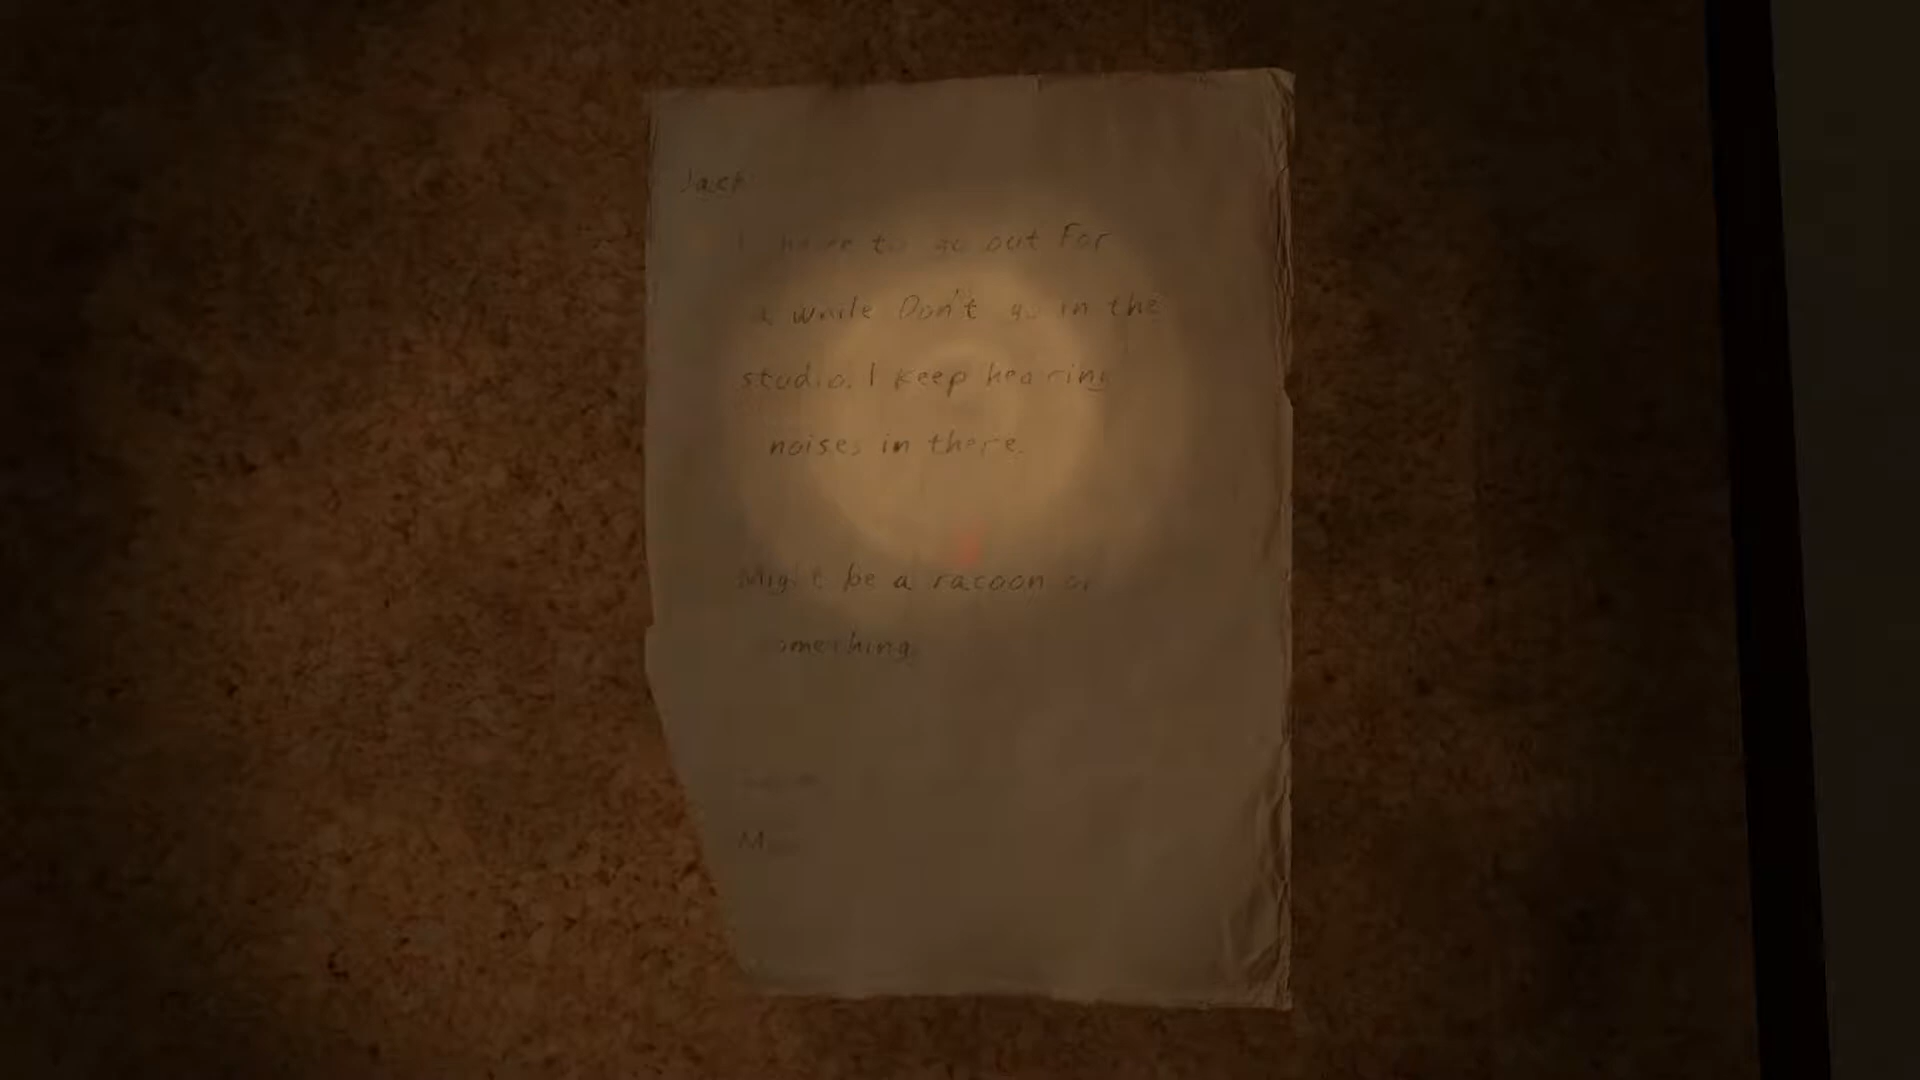 Jack
I have to go out for
a while Don't go in the
studio. I keep hearing
noises in there.
Might be a racoon or
something
M